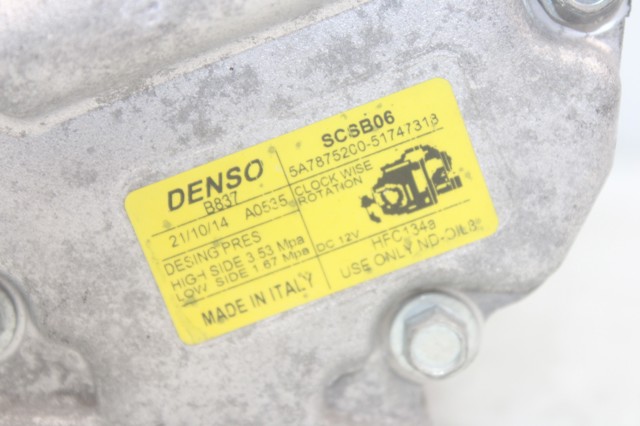 DENSO
B837
21/10/14 A0535
DESING PRES
HIGH SIDE 3.53 Mpa
LOW SIDE 1.67 Mpa
MADE IN ITALY
SCSB06
5A7875200-51747318
CLOCK WISE
ROTATION
DC 12V
HFC134a
USE ONLY ND-OIL8